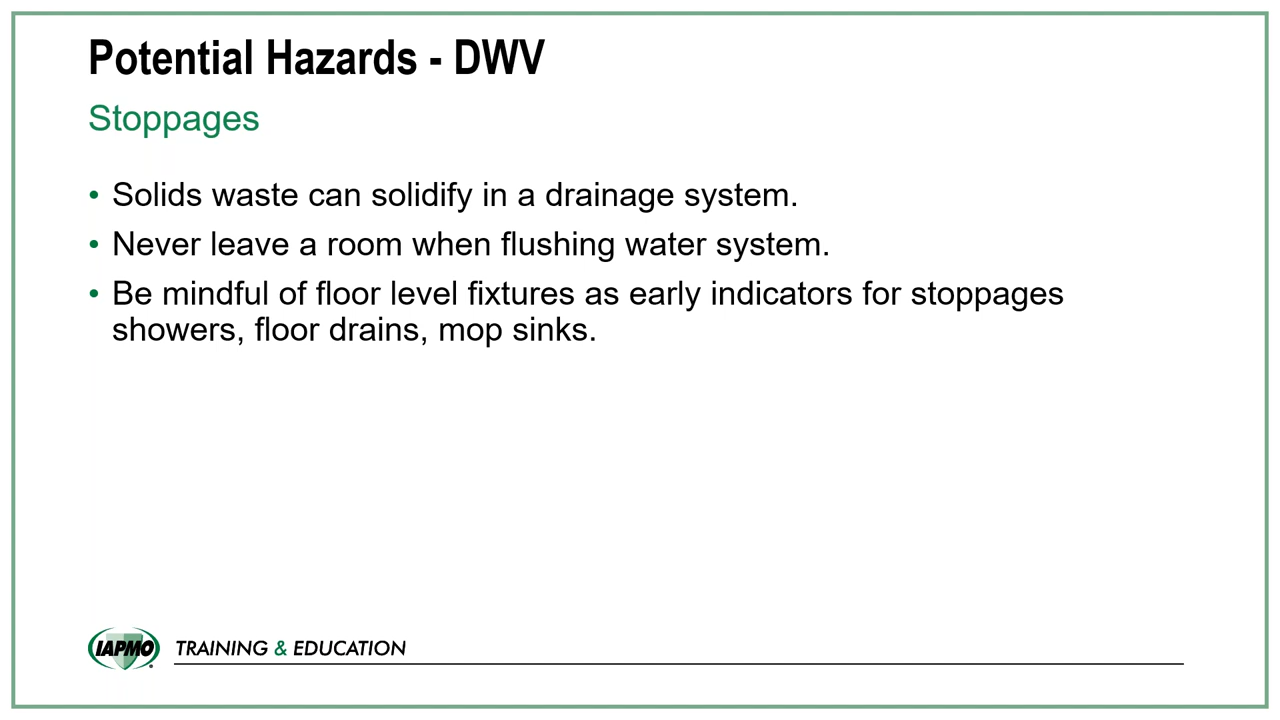 Potential Hazards - DWV
Stoppages
• Solids waste can solidify in a drainage system.
• Never leave a room when flushing water system.
• Be mindful of floor level fixtures as early indicators for stoppages
showers, floor drains, mop sinks.
IAPMO TRAINING & EDUCATION